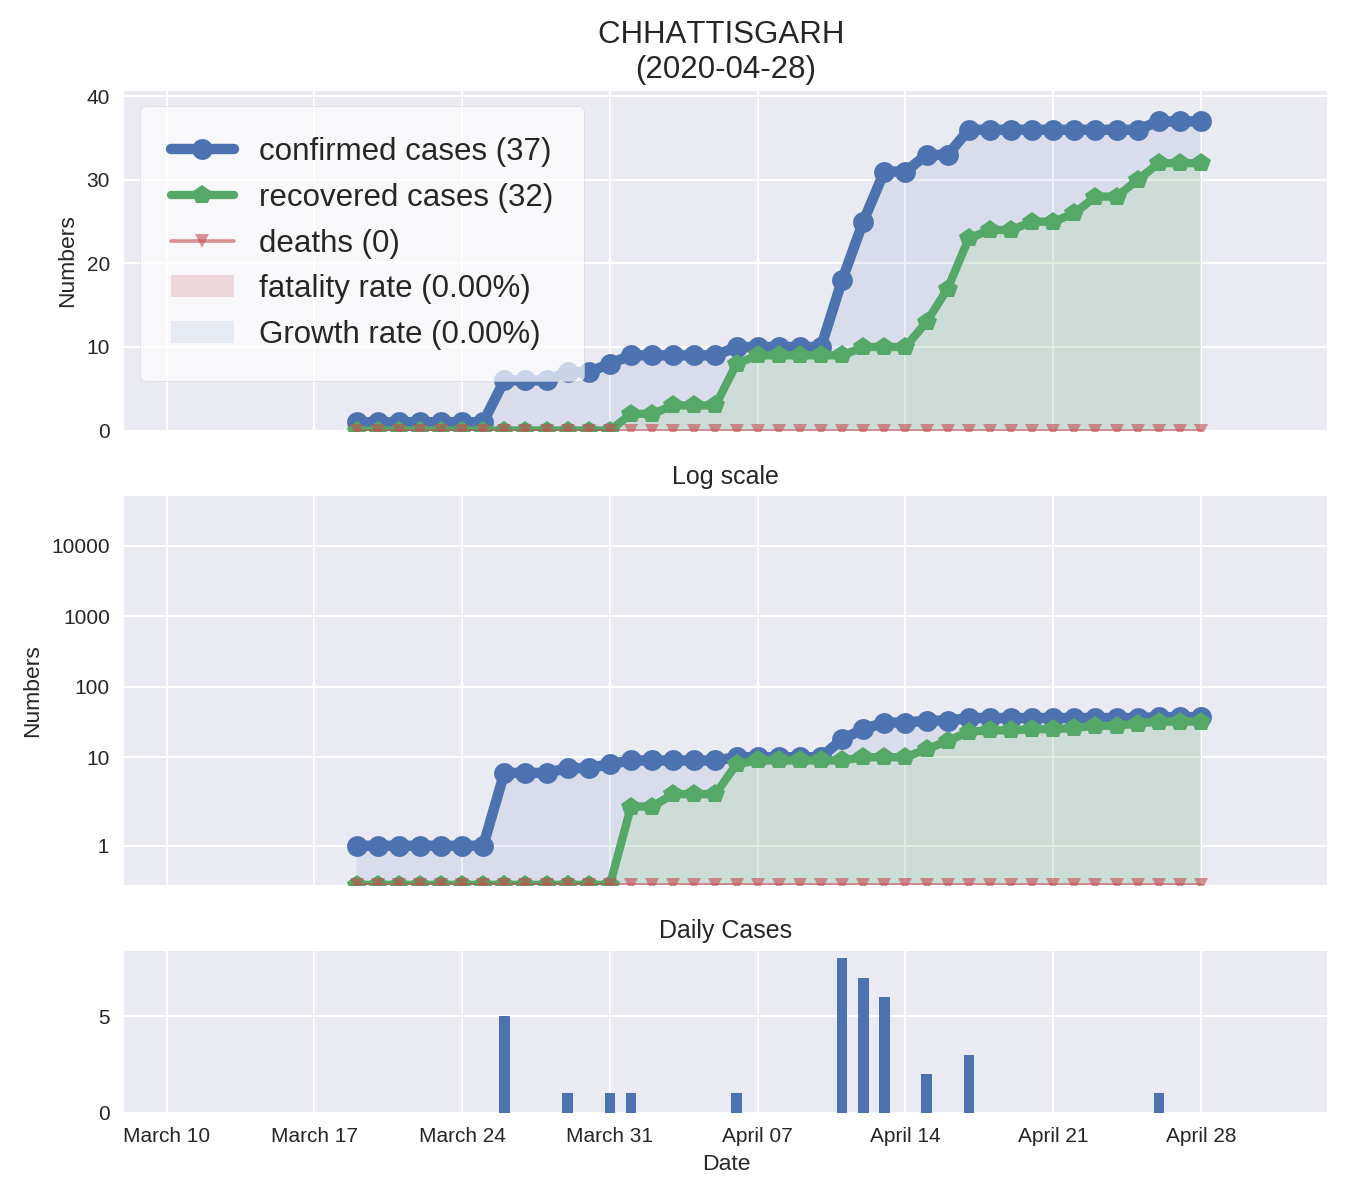 CHHATTISGARH
(2020-04-28)
40
30
20
10
0
Numbers
confirmed cases (37)
recovered cases (32)
deaths (0)
fatality rate (0.00%)
Growth rate (0.00%)
Log scale
10000
1000
100
10
1
Numbers
Daily Cases
5
0
March 10 March 17 March 24 March 31 April 07 April 14 April 21 April 28
Date